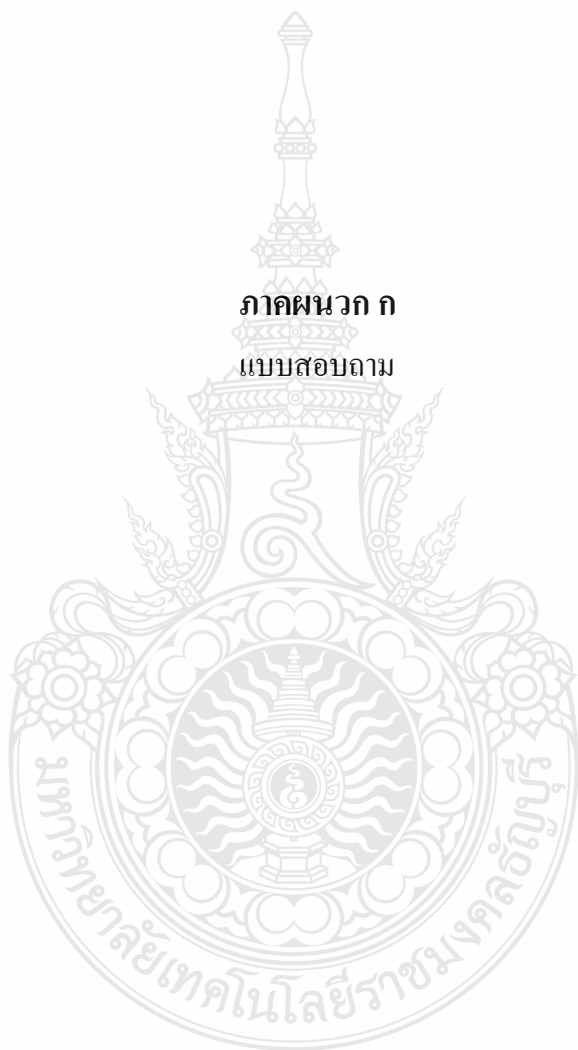 ภาคผนวก ก
แบบสอบถาม
มหาวิทยาลัยเทคโนโลยีราชมงคลธัญบุรี